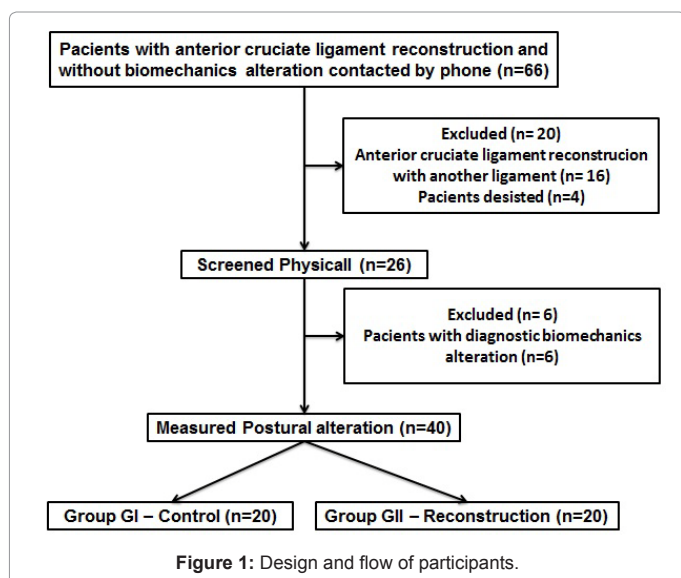 Pacients with anterior cruciate ligament reconstruction and
without biomechanics alteration contacted by phone (n=66)
Excluded (n= 20)
Anterior cruciate ligament reconstrucion
with another ligament (n= 16)
Pacients desisted (n=4)
Screened Physicall (n=26)
Excluded (n= 6)
Pacients with diagnostic biomechanics
alteration (n=6)
Measured Postural alteration (n=40)
Group GI – Control (n=20)
Group GII – Reconstruction (n=20)
Figure 1: Design and flow of participants.